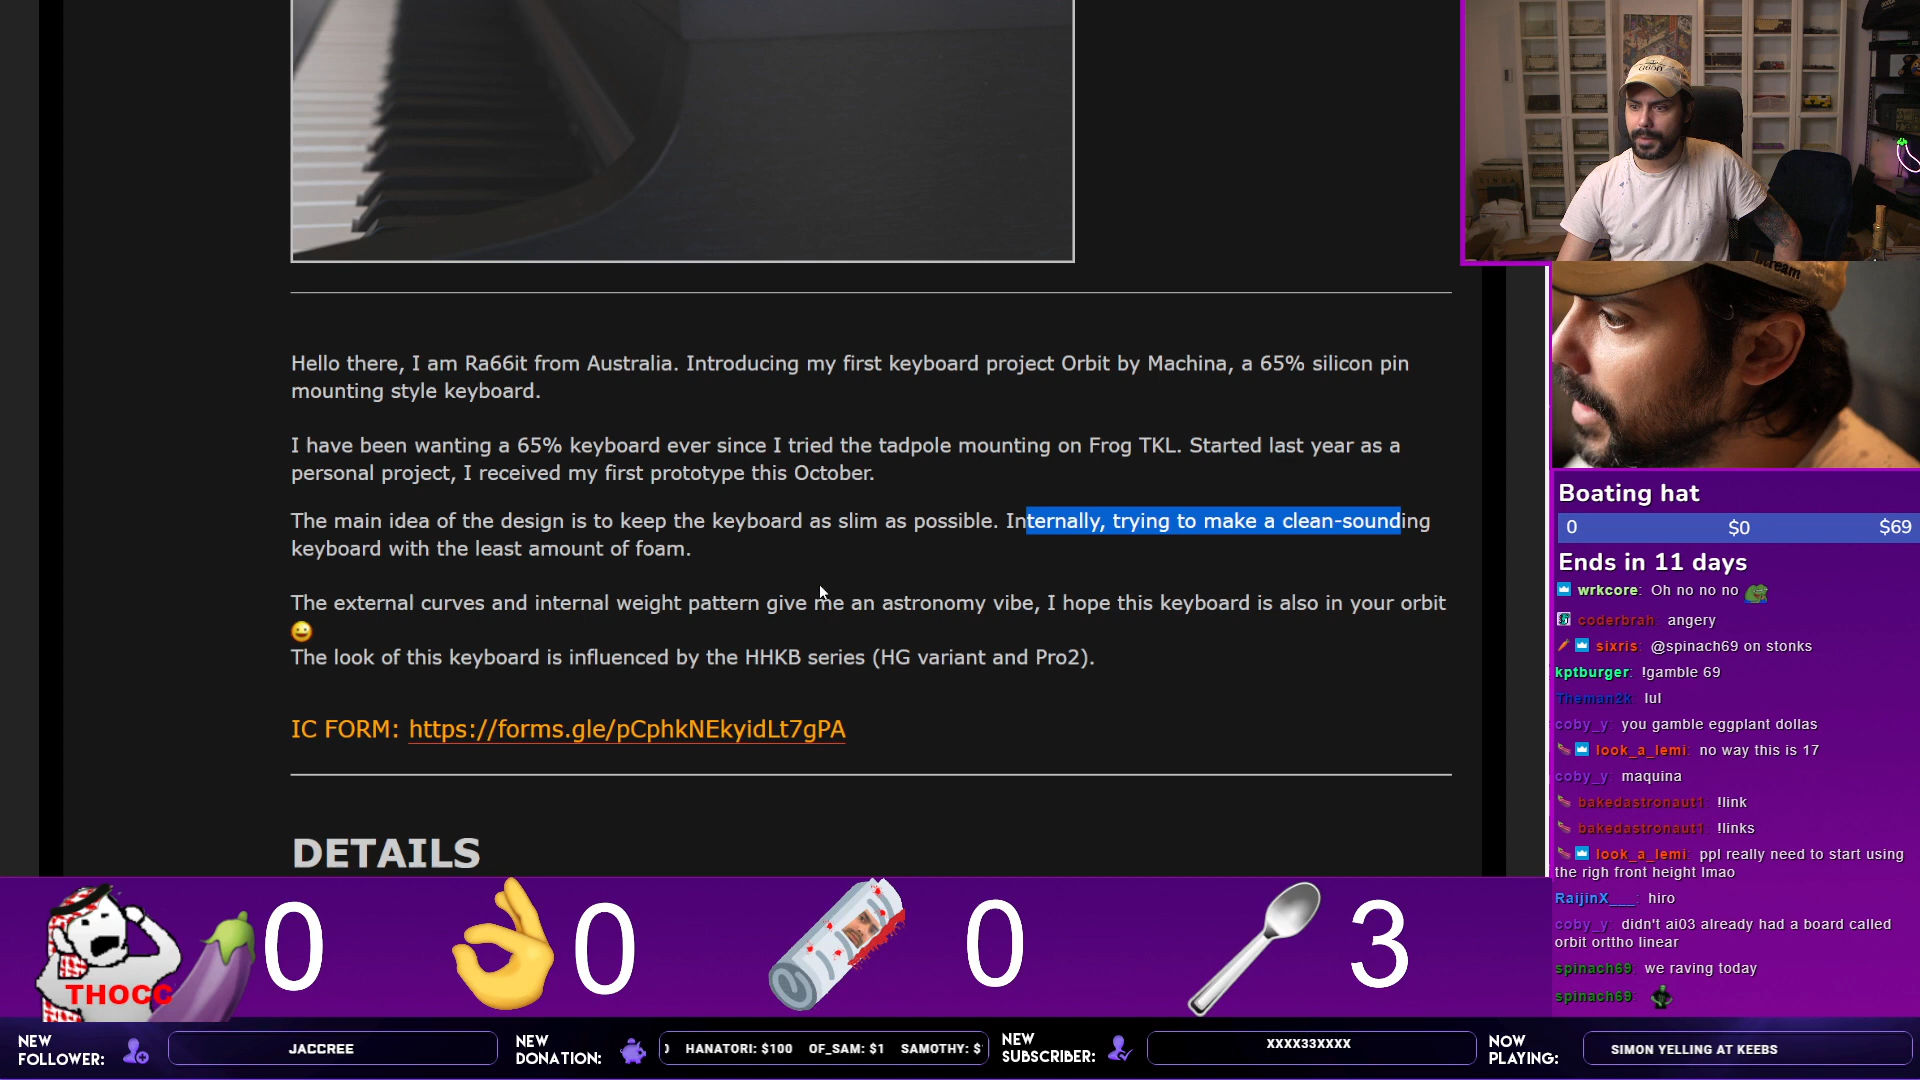 Hello there, I am Ra66it from Australia. Introducing my first keyboard project Orbit by Machina, a 65% silicon pin
mounting style keyboard.
I have been wanting a 65% keyboard ever since I tried the tadpole mounting on Frog TKL. Started last year as a
personal project, I received my first prototype this October.
The main idea of the design is to keep the keyboard as slim as possible. Internally, trying to make a clean-sounding
keyboard with the least amount of foam.
The external curves and internal weight pattern give me an astronomy vibe, I hope this keyboard is also in your orbit
The look of this keyboard is influenced by the HHKB series (HG variant and Pro2).
IC FORM: https://forms.gle/pCphkNEkyidLt7gPA
DETAILS
Boating hat
0 $0 $69
Ends in 11 days
wrkcore: Oh no no no
coderbrah: angery
sixris: @spinach69 on stonks
kptburger: !gamble 69
Theman2k: lul
coby_y: you gamble eggplant dollas
look_a_lemi: no way this is 17
coby_y: maquina
bakedastronaut1: !link
bakedastronaut1: !links
look_a_lemi: ppl really need to start using
the righ front height lmao
RaijinX___: hiro
coby_y: didn't ai03 already had a board called
orbit orttho linear
spinach69: we raving today
spinach69:
THOCC 0 0 0 3
NEW FOLLOWER: JACCREE
NEW DONATION: HANATORI: $100 OF_SAM: $1 SAMOTHY: $
NEW SUBSCRIBER: XXXX33XXXX
NOW PLAYING: SIMON YELLING AT KEEBS